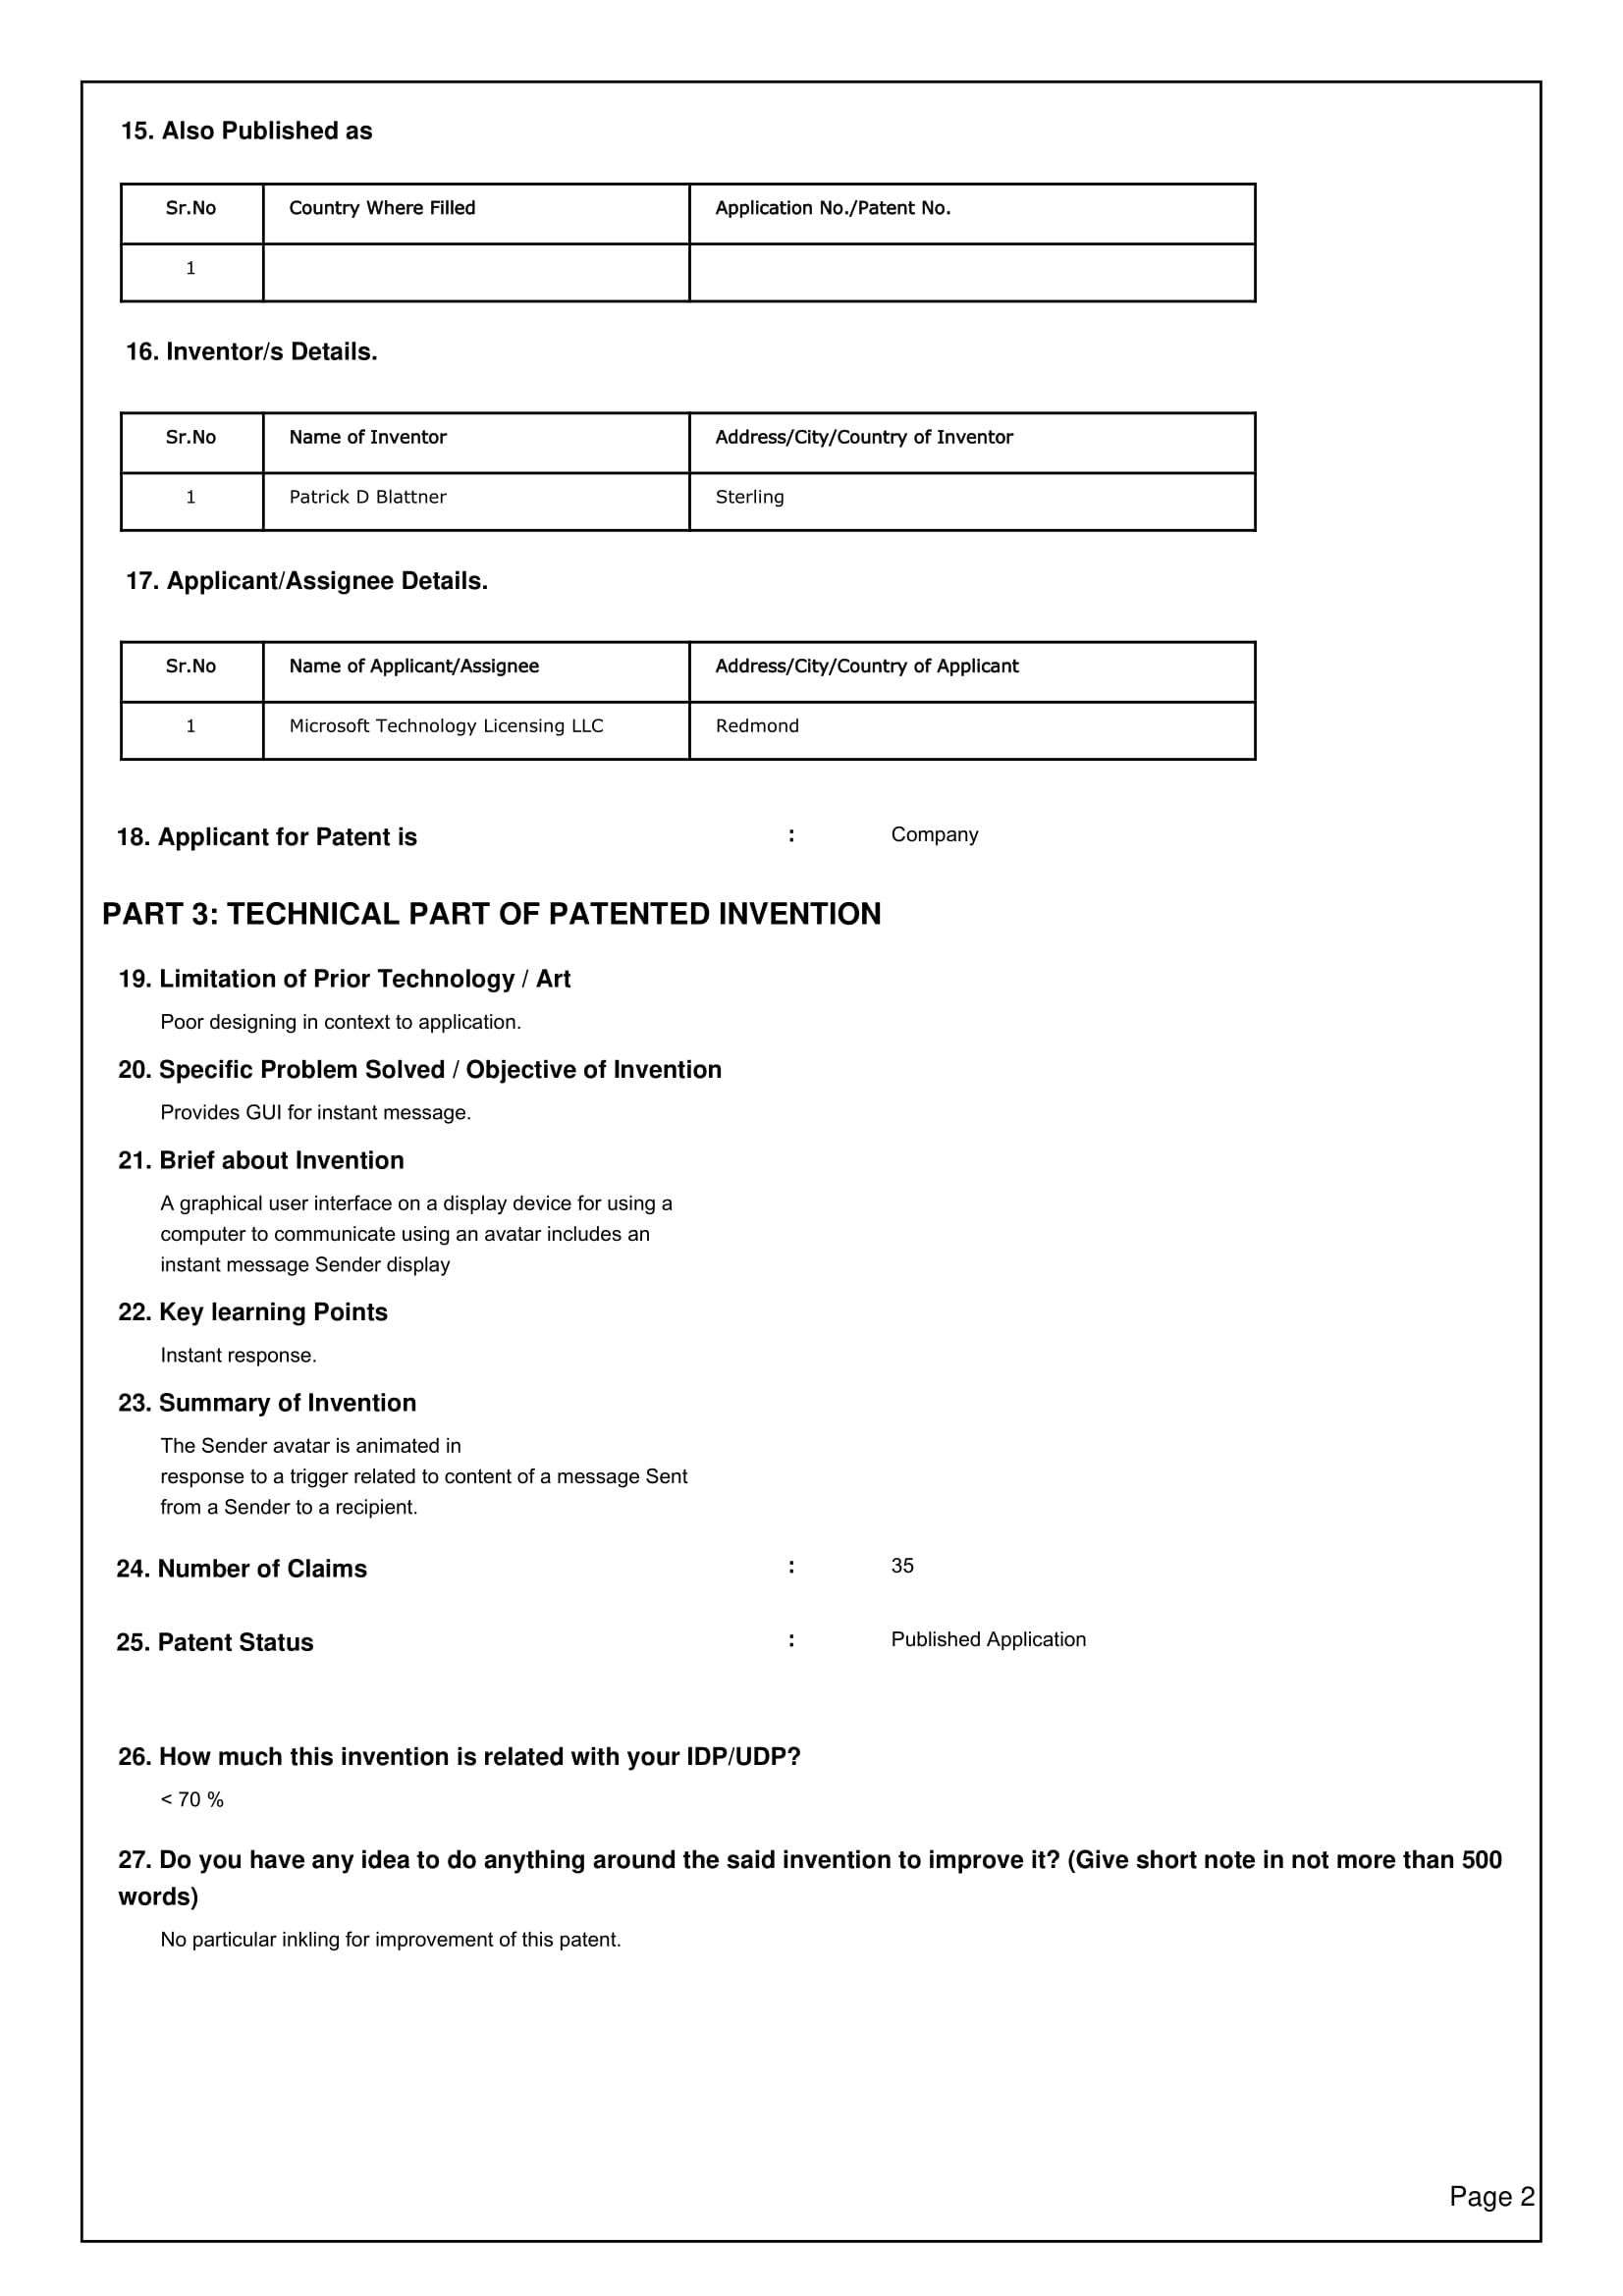 15. Also Published as
Sr.No Country Where Filled Application No./Patent No.
1
16. Inventor/s Details.
Sr.No Name of Inventor Address/City/Country of Inventor
1 Patrick D Blattner Sterling
17. Applicant/Assignee Details.
Sr.No Name of Applicant/Assignee Address/City/Country of Applicant
1 Microsoft Technology Licensing LLC Redmond
18. Applicant for Patent is : Company
PART 3: TECHNICAL PART OF PATENTED INVENTION
19. Limitation of Prior Technology / Art
Poor designing in context to application.
20. Specific Problem Solved / Objective of Invention
Provides GUI for instant message.
21. Brief about Invention
A graphical user interface on a display device for using a
computer to communicate using an avatar includes an
instant message Sender display
22. Key learning Points
Instant response.
23. Summary of Invention
The Sender avatar is animated in
response to a trigger related to content of a message Sent
from a Sender to a recipient.
24. Number of Claims : 35
25. Patent Status : Published Application
26. How much this invention is related with your IDP/UDP?
< 70 %
27. Do you have any idea to do anything around the said invention to improve it? (Give short note in not more than 500
words)
No particular inkling for improvement of this patent.
Page 2